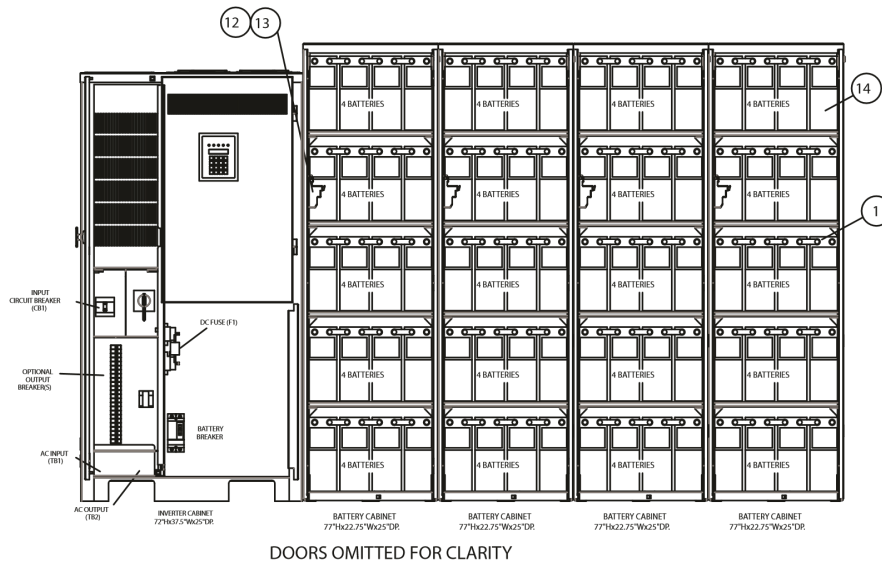 12 13
14
4 BATTERIES 4 BATTERIES 4 BATTERIES 4 BATTERIES
4 BATTERIES 4 BATTERIES 4 BATTERIES 4 BATTERIES
1
4 BATTERIES 4 BATTERIES 4 BATTERIES 4 BATTERIES
INPUT
CIRCUIT BREAKER
(CB1)
DC FUSE (F1)
OPTIONAL
OUTPUT
BREAKER(S)
4 BATTERIES 4 BATTERIES 4 BATTERIES 4 BATTERIES
BATTERY
BREAKER
AC INPUT
(TB1)
4 BATTERIES 4 BATTERIES 4 BATTERIES 4 BATTERIES
AC OUTPUT
(TB2)
INVERTER CABINET
72"Hx37.5"Wx25"DP.
BATTERY CABINET
77"Hx22.75"Wx25"DP.
BATTERY CABINET
77"Hx22.75"Wx25"DP.
BATTERY CABINET
77"Hx22.75"Wx25"DP.
BATTERY CABINET
77"Hx22.75"Wx25"DP.
DOORS OMITTED FOR CLARITY